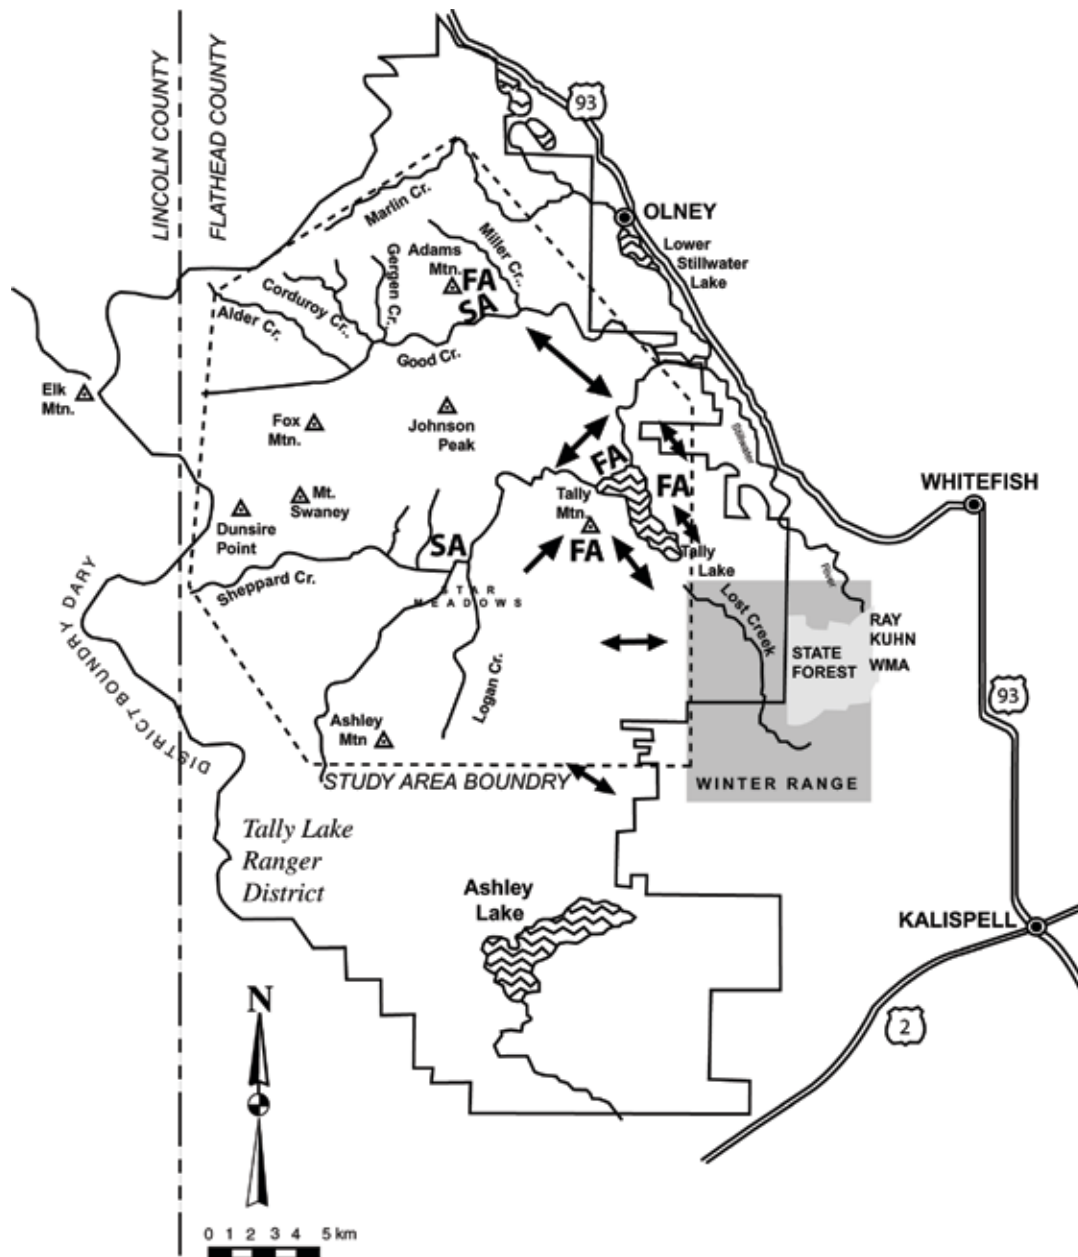 LINCOLN COUNTY
FLATHEAD COUNTY
93
OLNEY
Lower
Stillwater
Lake
Marlin Cr.
Miller Cr..
Adams
Mtn.
Gergen Cr.
FA
SA
Corduroy Cr..
Alder Cr.
Good Cr.
Elk
Mtn.
Fox
Mtn.
Johnson
Peak
Stillwater
FA
FA
WHITEFISH
Mt.
Swaney
Dunsire
Point
Tally
Mtn.
FA
SA
Tally
Lake
Sheppard Cr.
STAR
MEADOWS
Lost Creek
River
RAY
KUHN
WMA
STATE
FOREST
Logan Cr.
93
Ashley
Mtn
DISTRICT BOUNDRY DARY
STUDY AREA BOUNDRY
WINTER RANGE
Tally Lake
Ranger
District
Ashley
Lake
KALISPELL
N
2
0 1 2 3 4 5 km